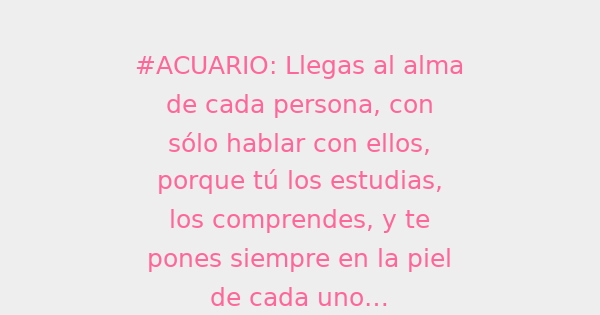 #ACUARIO: Llegas al alma
de cada persona, con
sólo hablar con ellos,
porque tú los estudias,
los comprendes, y te
pones siempre en la piel
de cada uno...